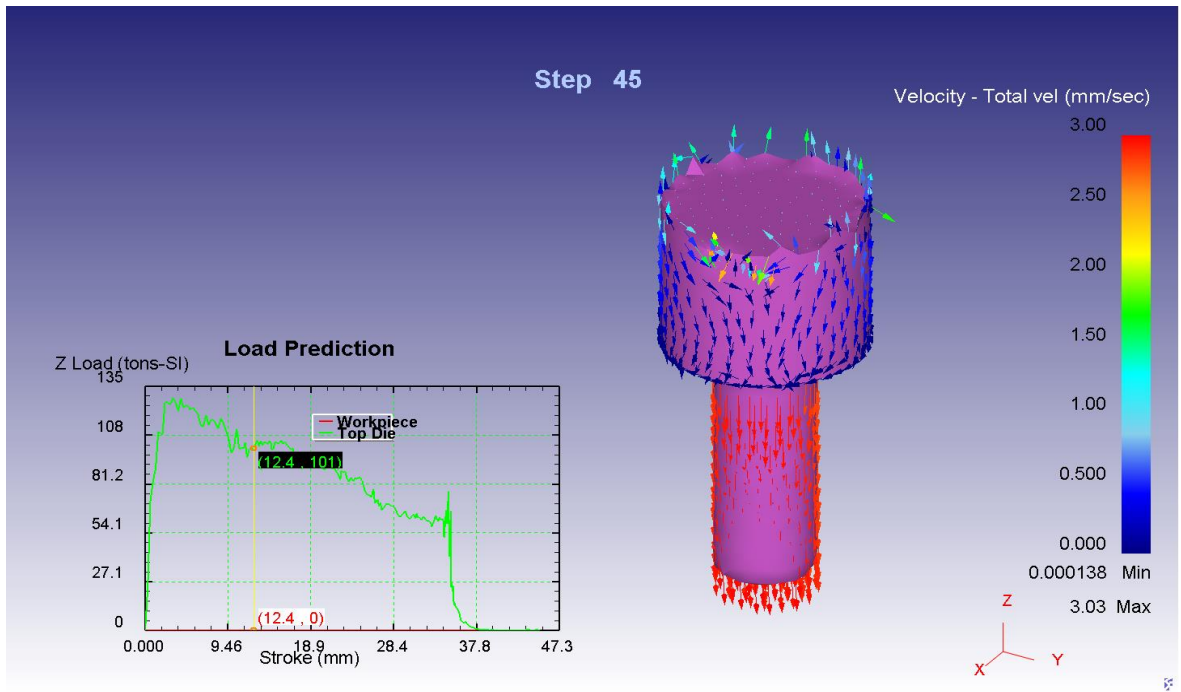 Step 45
Velocity - Total vel (mm/sec)
3.00
2.50
2.00
1.50
1.00
0.500
0.000
0.000138 Min
3.03 Max
Load Prediction
Z Load (tons-SI)
135
108
81.2
54.1
27.1
0
Workpiece
Top Die
(12.4 , 101)
(12.4 , 0)
0.000 9.46 18.9 28.4 37.8 47.3
Stroke (mm)
Z
X
Y